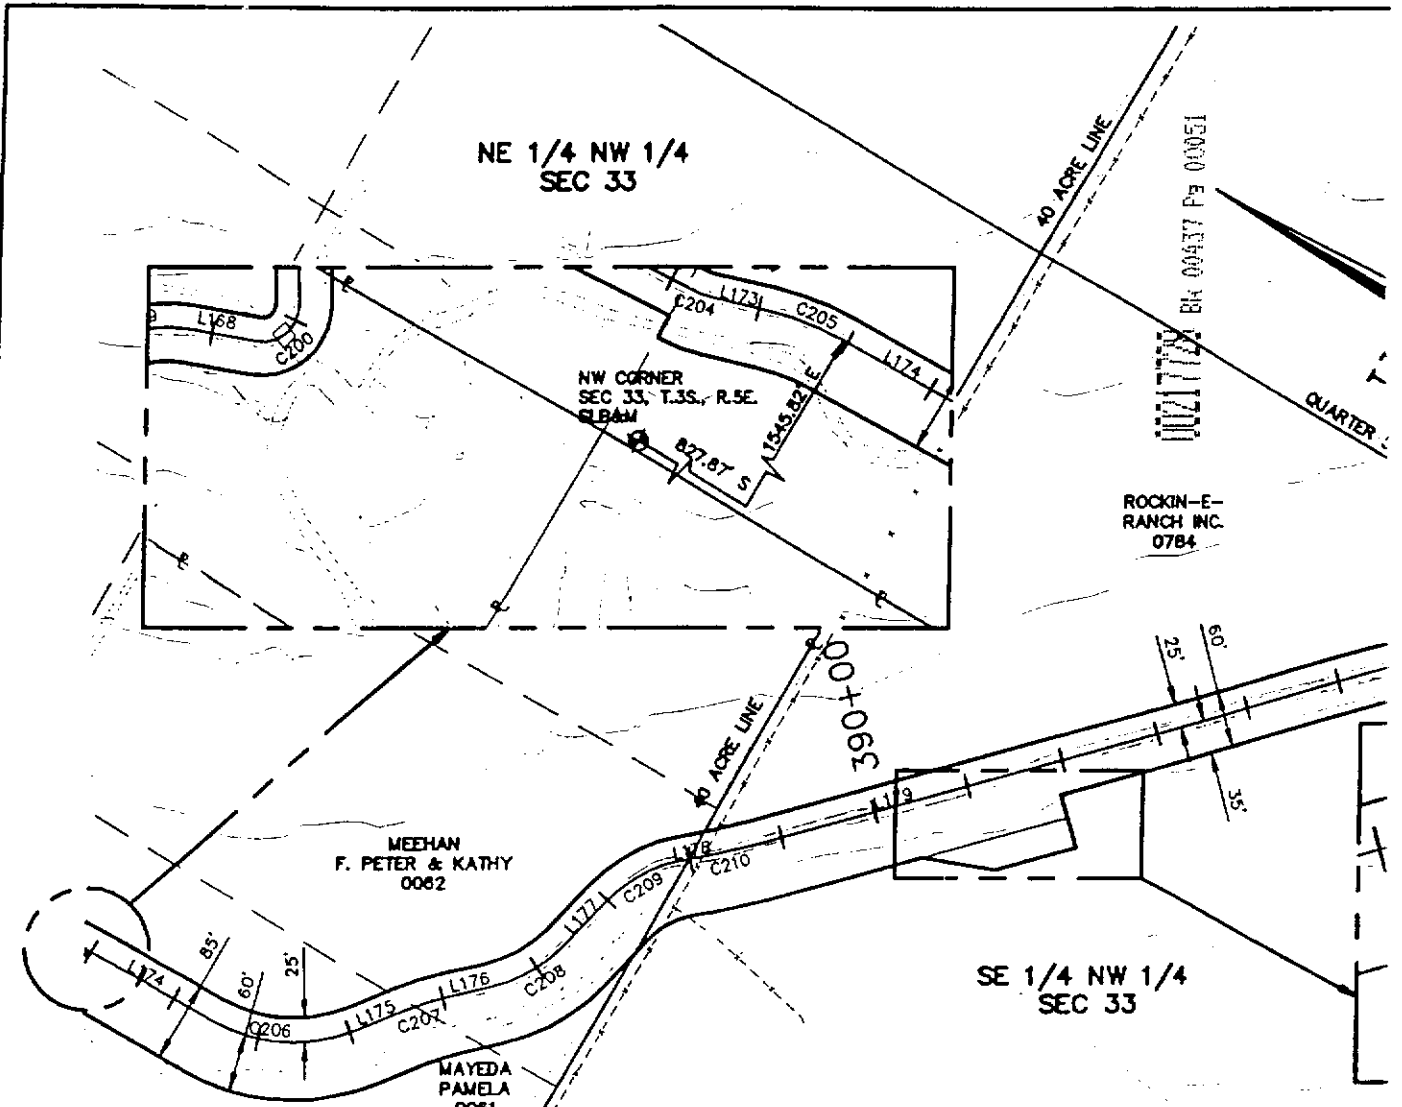 NE 1/4 NW 1/4
SEC 33
40 ACRE LINE
Bk 00437 Pg 00051
L168
C200
C204
L173
C205
L174
NW CORNER
SEC 33, T.3S., R.5E.
SLB&M
827.87' S
1545.82' E
QUARTER
ROCKIN-E-
RANCH INC.
0784
40 ACRE LINE
390+00
25'
60'
35'
L179
MEEHAN
F. PETER & KATHY
0062
L178
C210
C209
L177
C208
L176
C207
L175
C206
L174
85'
60'
25'
SE 1/4 NW 1/4
SEC 33
MAYEDA
PAMELA